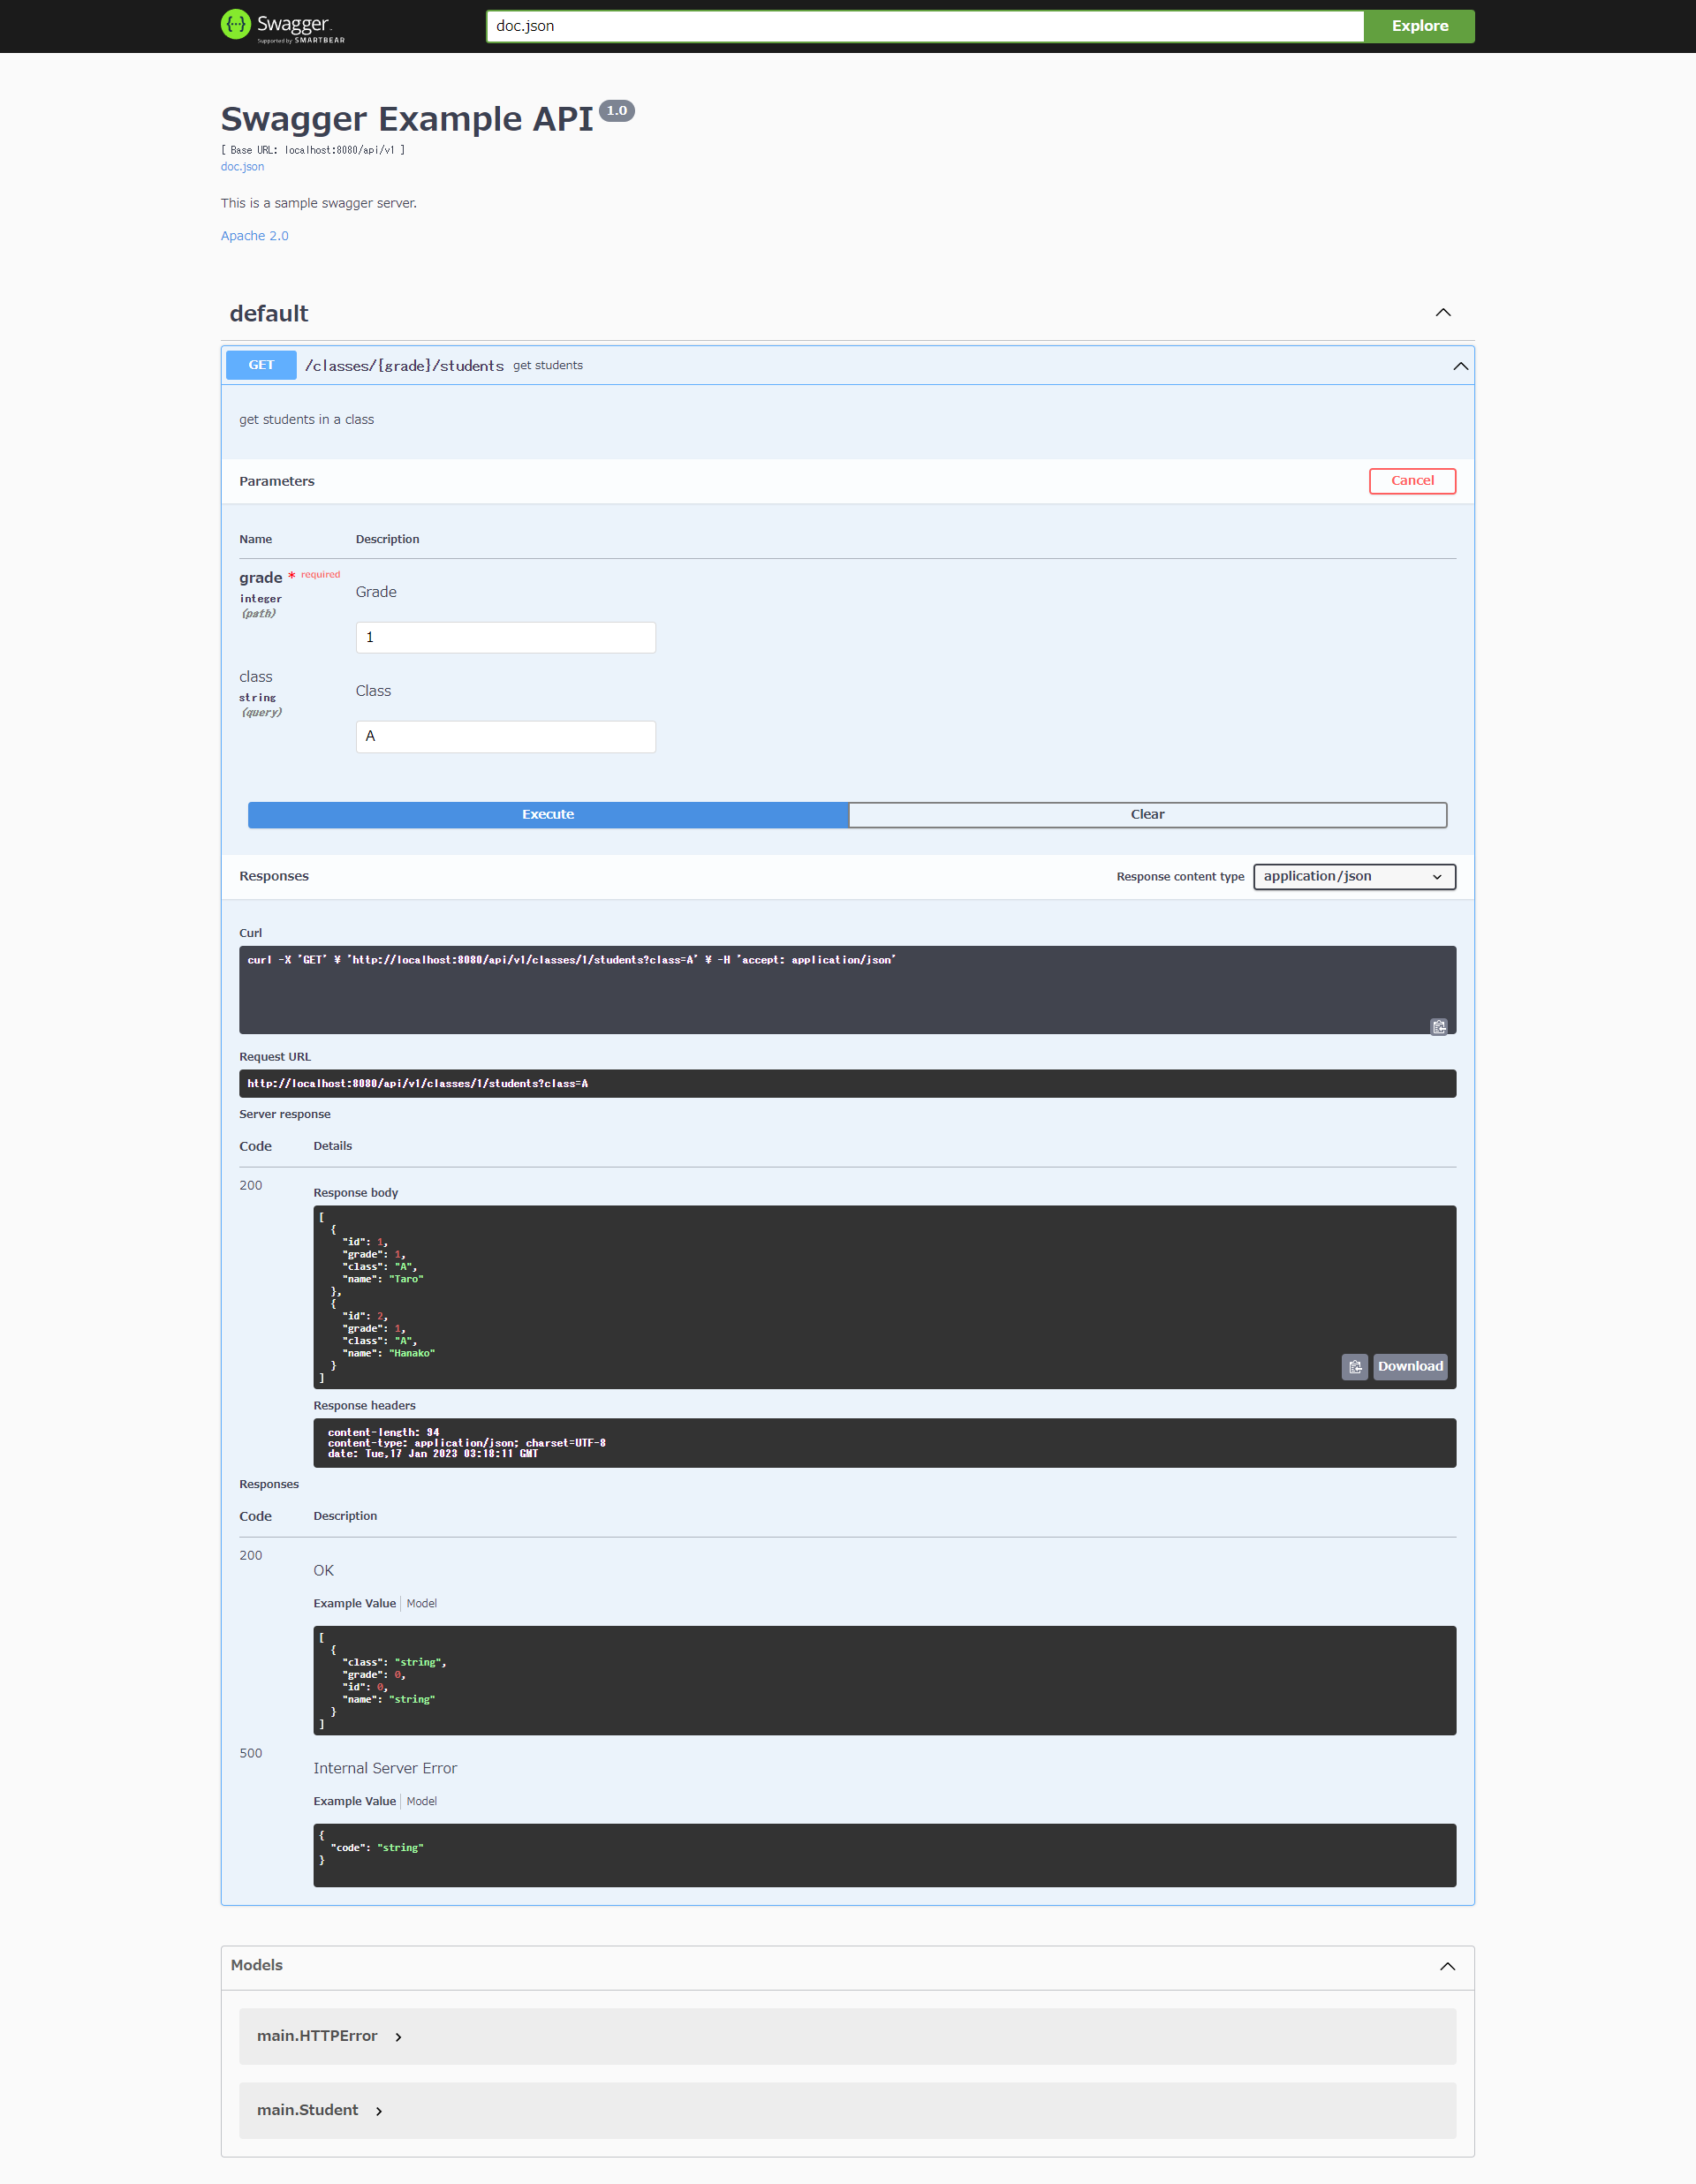 Swagger
Supported by SMARTBEAR
doc.json
Explore
Swagger Example API 1.0
[ Base URL: localhost:8080/api/v1 ]
doc.json
This is a sample swagger server.
Apache 2.0
default
GET /classes/{grade}/students get students
get students in a class
Parameters
Cancel
Name Description
grade * required
integer
(path)
Grade
1
class
string
(query)
Class
A
Execute
Clear
Responses
Response content type
application/json
Curl
curl -X 'GET' ¥ 'http://localhost:8080/api/v1/classes/1/students?class=A' ¥ -H 'accept: application/json'
Request URL
http://localhost:8080/api/v1/classes/1/students?class=A
Server response
Code Details
200
Response body
[
  {
    "id": 1,
    "grade": 1,
    "class": "A",
    "name": "Taro"
  },
  {
    "id": 2,
    "grade": 1,
    "class": "A",
    "name": "Hanako"
  }
]
Download
Response headers
content-length: 94
content-type: application/json; charset=UTF-8
date: Tue,17 Jan 2023 03:18:11 GMT
Responses
Code Description
200
OK
Example Value Model
[
  {
    "class": "string",
    "grade": 0,
    "id": 0,
    "name": "string"
  }
]
500
Internal Server Error
Example Value Model
{
  "code": "string"
}
Models
main.HTTPError
main.Student